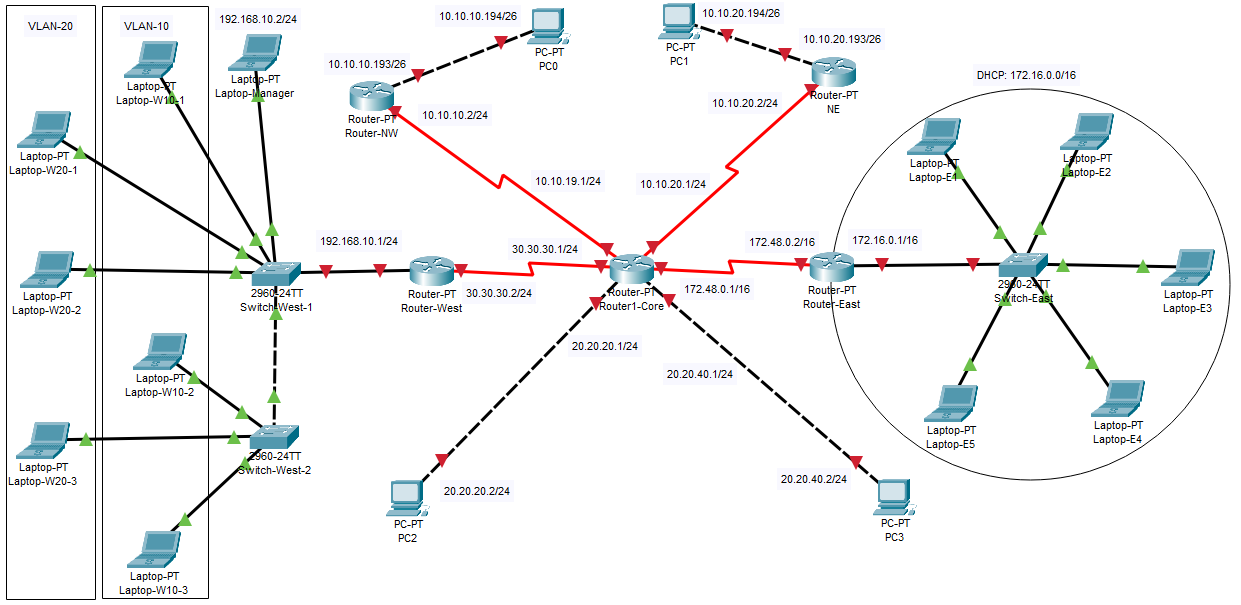 VLAN-20
VLAN-10
192.168.10.2/24
Laptop-PT
Laptop-Manager
Laptop-PT
Laptop-W10-1
Laptop-PT
Laptop-W20-1
Laptop-PT
Laptop-W20-2
Laptop-PT
Laptop-W10-2
Laptop-PT
Laptop-W20-3
Laptop-PT
Laptop-W10-3
2960-24TT
Switch-West-1
2960-24TT
Switch-West-2
192.168.10.1/24
Router-PT
Router-West
30.30.30.2/24
30.30.30.1/24
10.10.10.194/26
PC-PT
PC0
10.10.10.193/26
Router-PT
Router-NW
10.10.10.2/24
10.10.19.1/24
10.10.20.194/26
PC-PT
PC1
10.10.20.193/26
Router-PT
NE
10.10.20.2/24
10.10.20.1/24
Router-PT
Router1-Core
172.48.0.1/16
172.48.0.2/16
Router-PT
Router-East
172.16.0.1/16
20.20.20.1/24
20.20.20.2/24
PC-PT
PC2
20.20.40.1/24
20.20.40.2/24
PC-PT
PC3
DHCP: 172.16.0.0/16
Laptop-PT
Laptop-E1
Laptop-PT
Laptop-E2
2960-24TT
Switch-East
Laptop-PT
Laptop-E3
Laptop-PT
Laptop-E5
Laptop-PT
Laptop-E4